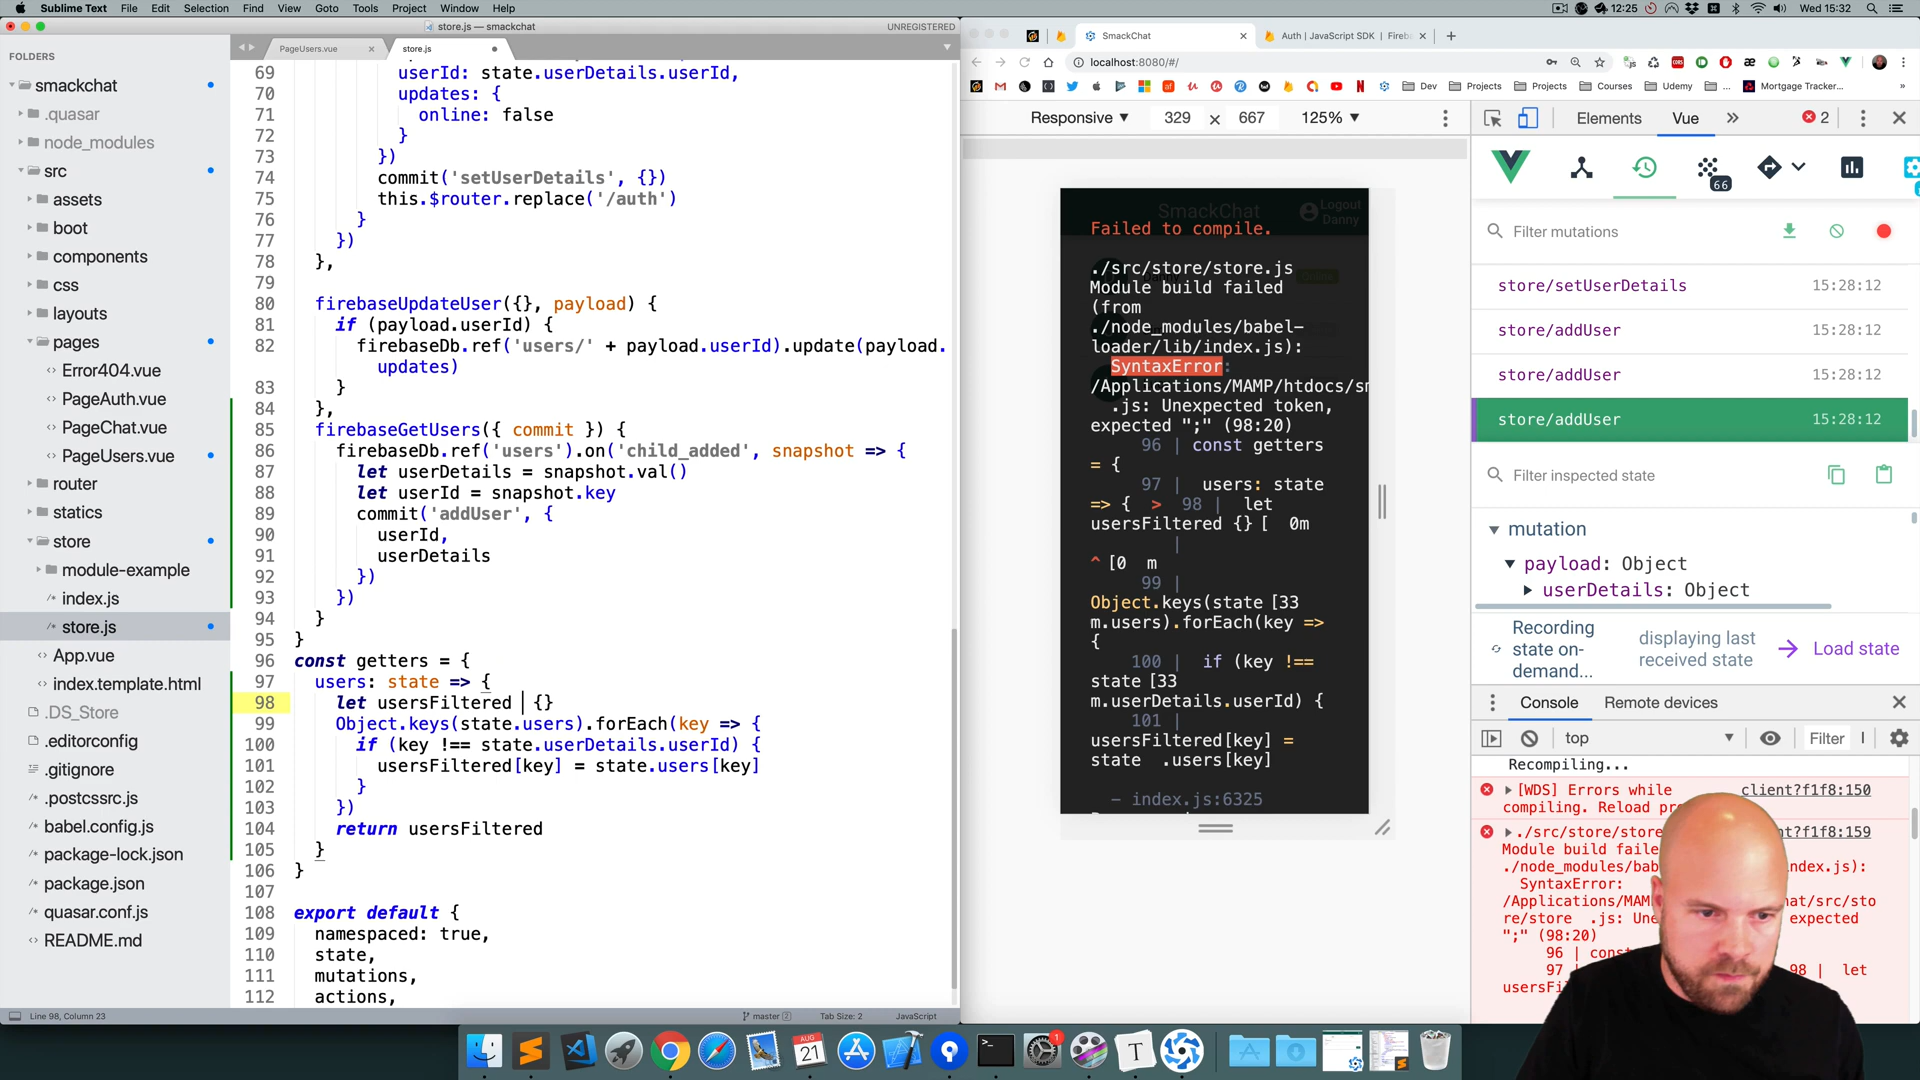 Sublime Text File Edit Selection Find View Goto Tools Project Window Help 12:25 Wed 15:32
store.js — smackchat UNREGISTERED
FOLDERS
smackchat
.quasar
node_modules
src
assets
boot
components
css
layouts
pages
Error404.vue
PageAuth.vue
PageChat.vue
PageUsers.vue
router
statics
store
module-example
index.js
store.js
App.vue
index.template.html
.DS_Store
.editorconfig
.gitignore
.postcssrc.js
babel.config.js
package-lock.json
package.json
quasar.conf.js
README.md
PageUsers.vue store.js
69 userId: state.userDetails.userId,
70 updates: {
71 online: false
72 }
73 })
74 commit('setUserDetails', {})
75 this.$router.replace('/auth')
76 }
77 })
78 },
79
80 firebaseUpdateUser({}, payload) {
81 if (payload.userId) {
82 firebaseDb.ref('users/' + payload.userId).update(payload.
updates)
83 }
84 },
85 firebaseGetUsers({ commit }) {
86 firebaseDb.ref('users').on('child_added', snapshot => {
87 let userDetails = snapshot.val()
88 let userId = snapshot.key
89 commit('addUser', {
90 userId,
91 userDetails
92 })
93 })
94 }
95 }
96 const getters = {
97 users: state => {
98 let usersFiltered {}
99 Object.keys(state.users).forEach(key => {
100 if (key !== state.userDetails.userId) {
101 usersFiltered[key] = state.users[key]
102 }
103 })
104 return usersFiltered
105 }
106 }
107
108 export default {
109 namespaced: true,
110 state,
111 mutations,
112 actions,
Line 98, Column 23 master 2 Tab Size: 2 JavaScript
SmackChat Auth | JavaScript SDK | Fireb
localhost:8080/#/
Dev Projects Projects Courses Udemy ... Mortgage Tracker... »
Responsive 329 × 667 125%
SmackChat Logout
Danny
Failed to compile.
./src/store/store.js
Module build failed
(from
./node_modules/babel-
loader/lib/index.js):
SyntaxError:
/Applications/MAMP/htdocs/sm
.js: Unexpected token,
expected ";" (98:20)
96 | const getters
= {
97 | users: state
=> { > 98 | let
usersFiltered {} [ 0m
|
^ [0 m
99 |
Object.keys(state [33
m.users).forEach(key =>
{
100 | if (key !==
state [33
m.userDetails.userId) {
101 |
usersFiltered[key] =
state .users[key]
– index.js:6325
Elements Vue » 2
66
Filter mutations
store/setUserDetails 15:28:12
store/addUser 15:28:12
store/addUser 15:28:12
store/addUser 15:28:12
Filter inspected state
mutation
payload: Object
userDetails: Object
Recording
state on-
demand...
displaying last
received state
Load state
Console Remote devices
top Filter
Recompiling...
[WDS] Errors while client?f1f8:150
compiling. Reload pr
./src/store/store nt?f1f8:159
Module build faile
./node_modules/bab ndex.js):
SyntaxError:
/Applications/MAM hat/src/sto
re/store .js: Une expected
";" (98:20)
96 | cons
97 98 | let
usersFi
AUG
21
1
T